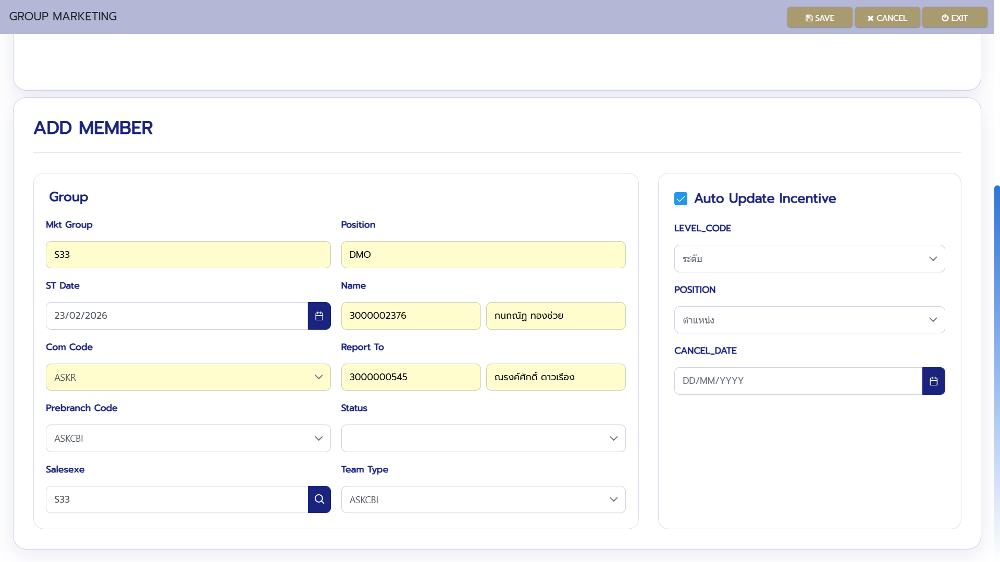 GROUP MARKETING
SAVE
CANCEL
EXIT
ADD MEMBER
Group
Mkt Group
Position
S33
DMO
ST Date
Name
23/02/2026
3000002376
กนกณัฏ ทองช่วย
Com Code
Report To
ASKR
3000000545
ณรงค์ศักดิ์ ดาวเรือง
Prebranch Code
Status
ASKCBI
Salesexe
Team Type
S33
ASKCBI
Auto Update Incentive
LEVEL_CODE
ระดับ
POSITION
ตำแหน่ง
CANCEL_DATE
DD/MM/YYYY